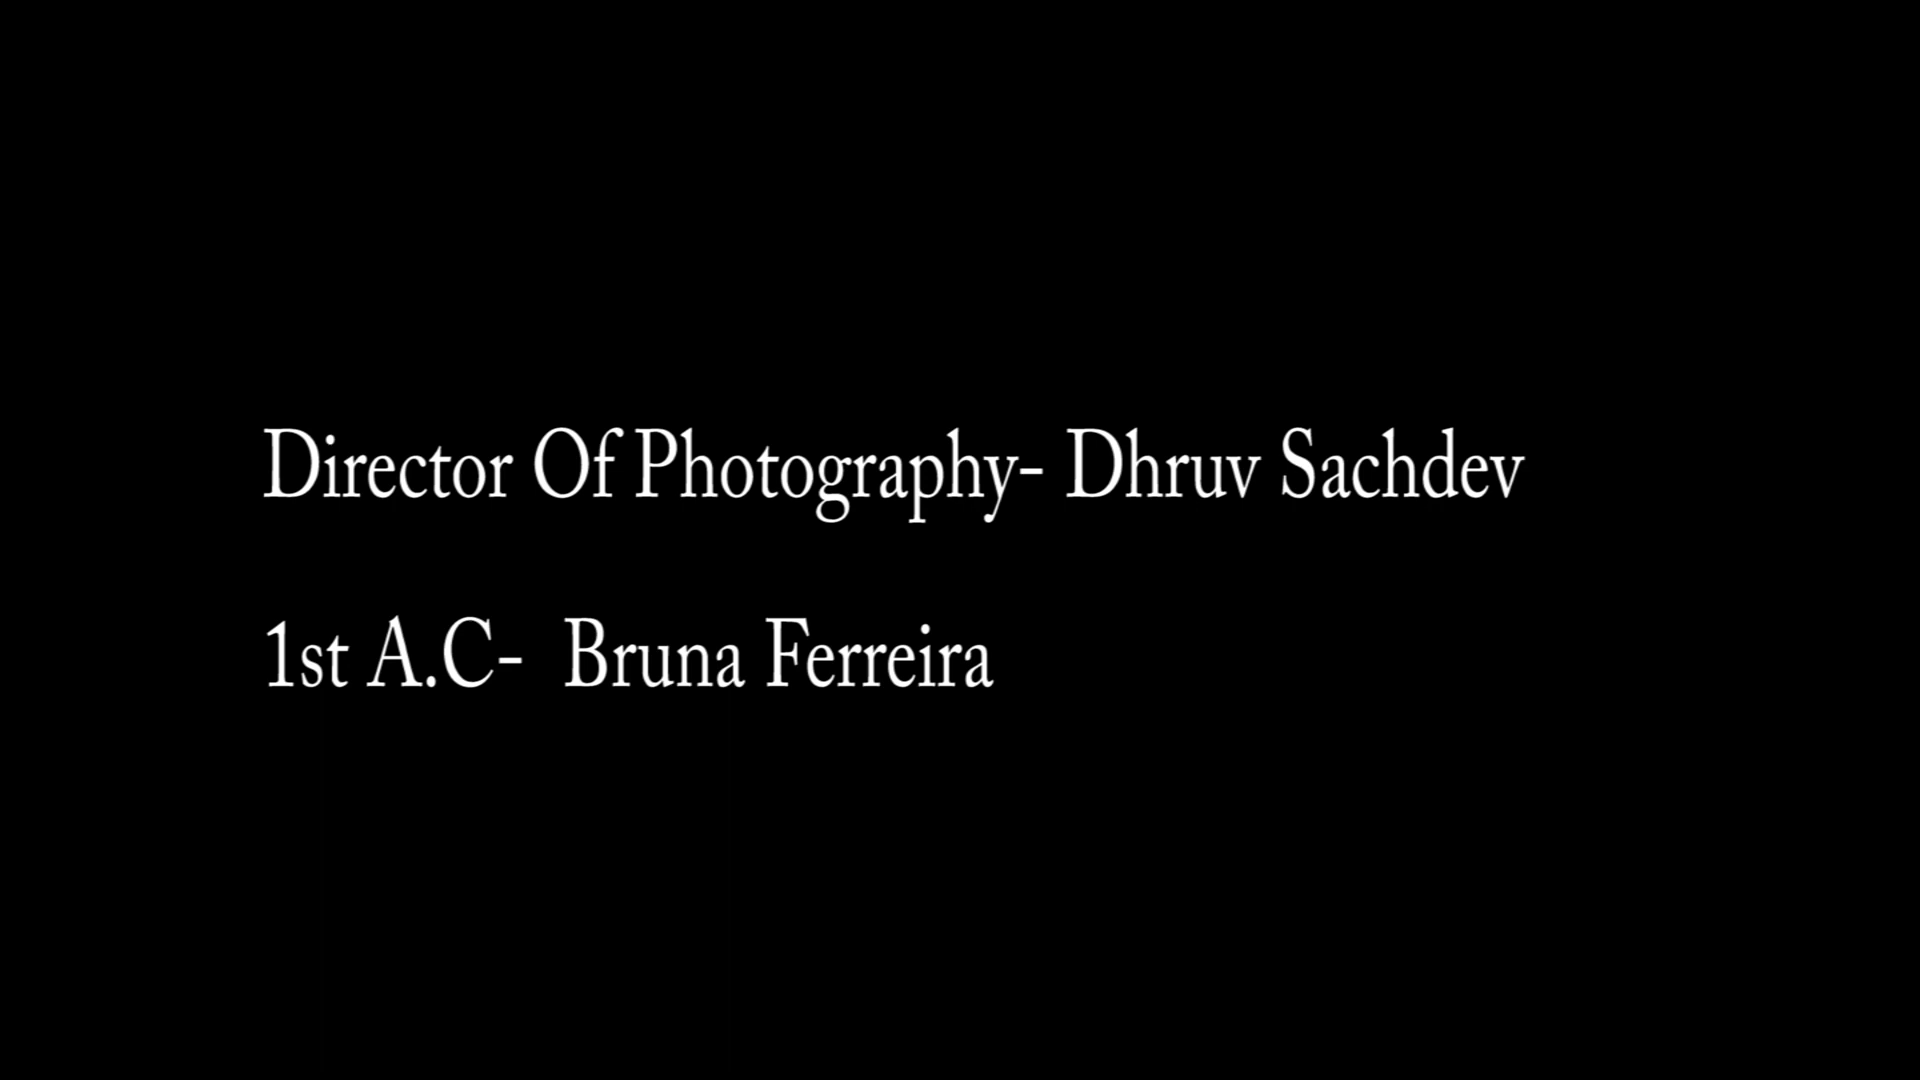 Director Of Photography- Dhruv Sachdev
1st A.C-  Bruna Ferreira